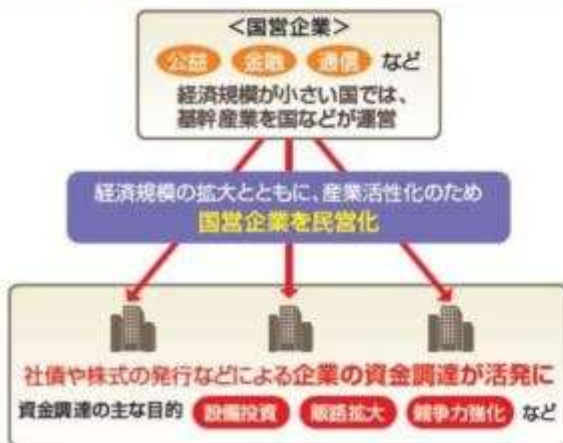 <国営企業>
公益 金融 通信 など
経済規模が小さい国では、
基幹産業を国などが運営
経済規模の拡大とともに、産業活性化のため
国営企業を民営化
社債や株式の発行などによる企業の資金調達が活発に
資金調達の主な目的 設備投資 販路拡大 競争力強化 など